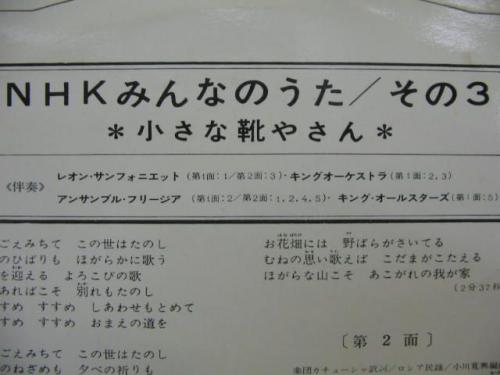 NHKみんなのうた／その3
＊小さな靴やさん＊
《伴奏》
レオン・サンフォニエット(第1面:1/第2面:3)・キングオーケストラ(第1面:2,3)
アンサンブル・フリージア(第1面:2/第2面:1,2,4,5)・キング・オールスターズ(第1面:5)
ごえみちて この世はたのし
のひばりも ほがらかに歌う
を迎える よろこびの歌
あればこそ 別れもたのし
すめ すすめ しあわせもとめて
すめ すすめ おまえの道を
ごえみちて この世はたのし
のねざめも 夕べの祈りも
お花畑には 野ばらがさいてる
むねの思い歌えば こだまがこたえる
ほがらな山こそ あこがれの我が家
(2分37秒
〔第2面〕
楽団カチューシャ訳詞/ロシア民謡/小川寛興編